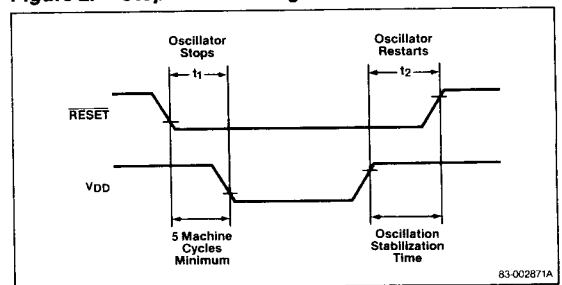 Oscillator
Stops
Oscillator
Restarts
t1
t2
RESET
VDD
5 Machine
Cycles
Minimum
Oscillation
Stabilization
Time
83-002871A